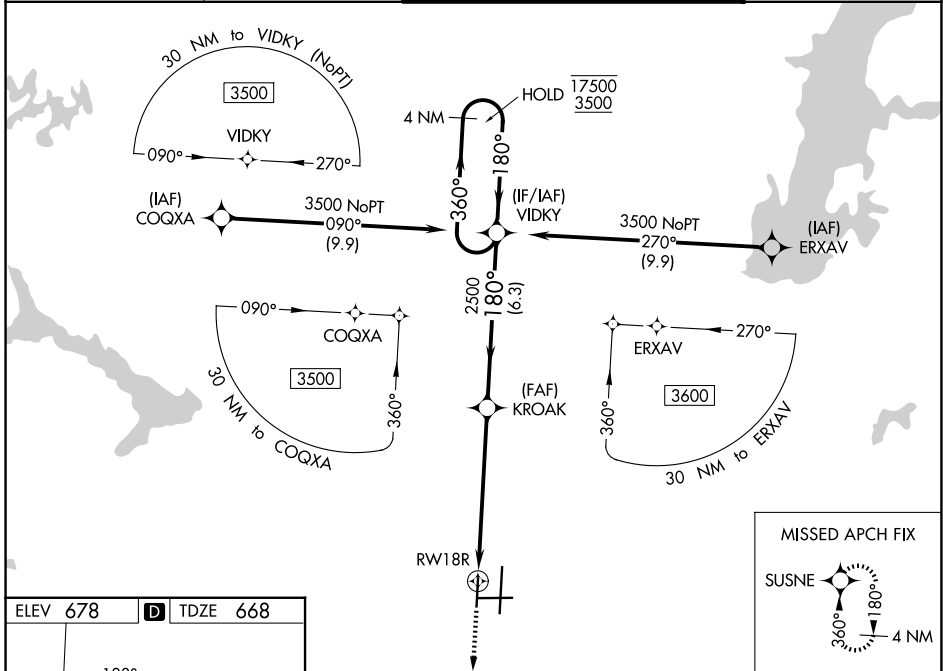 30 NM to VIDKY (NoPT)
3500
VIDKY
090°
270°
HOLD
17500
3500
4 NM
360°
180°
(IAF)
COQXA
3500 NoPT
090°
(9.9)
(IF/IAF)
VIDKY
3500 NoPT
270°
(9.9)
(IAF)
ERXAV
2500
180°
(6.3)
090°
COQXA
3500
360°
30 NM to COQXA
270°
ERXAV
3600
360°
30 NM to ERXAV
(FAF)
KROAK
RW18R
MISSED APCH FIX
SUSNE
360°
180°
4 NM
ELEV 678
D
TDZE 668